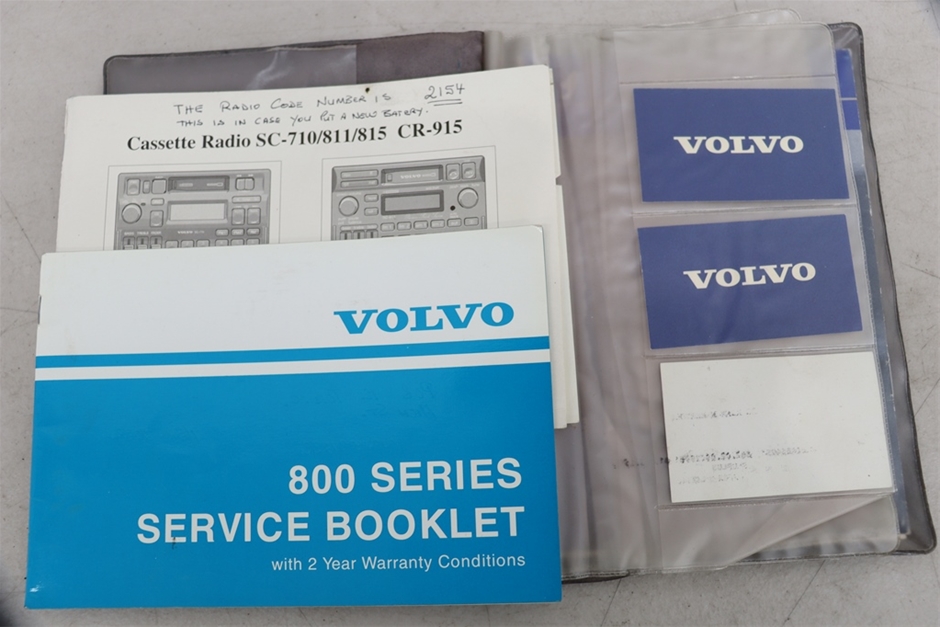 THE RADIO CODE NUMBER IS 2154
THIS IS IN CASE YOU PUT A NEW BATERY.
Cassette Radio SC-710/811/815 CR-915
VOLVO
800 SERIES
SERVICE BOOKLET
with 2 Year Warranty Conditions
VOLVO
VOLVO